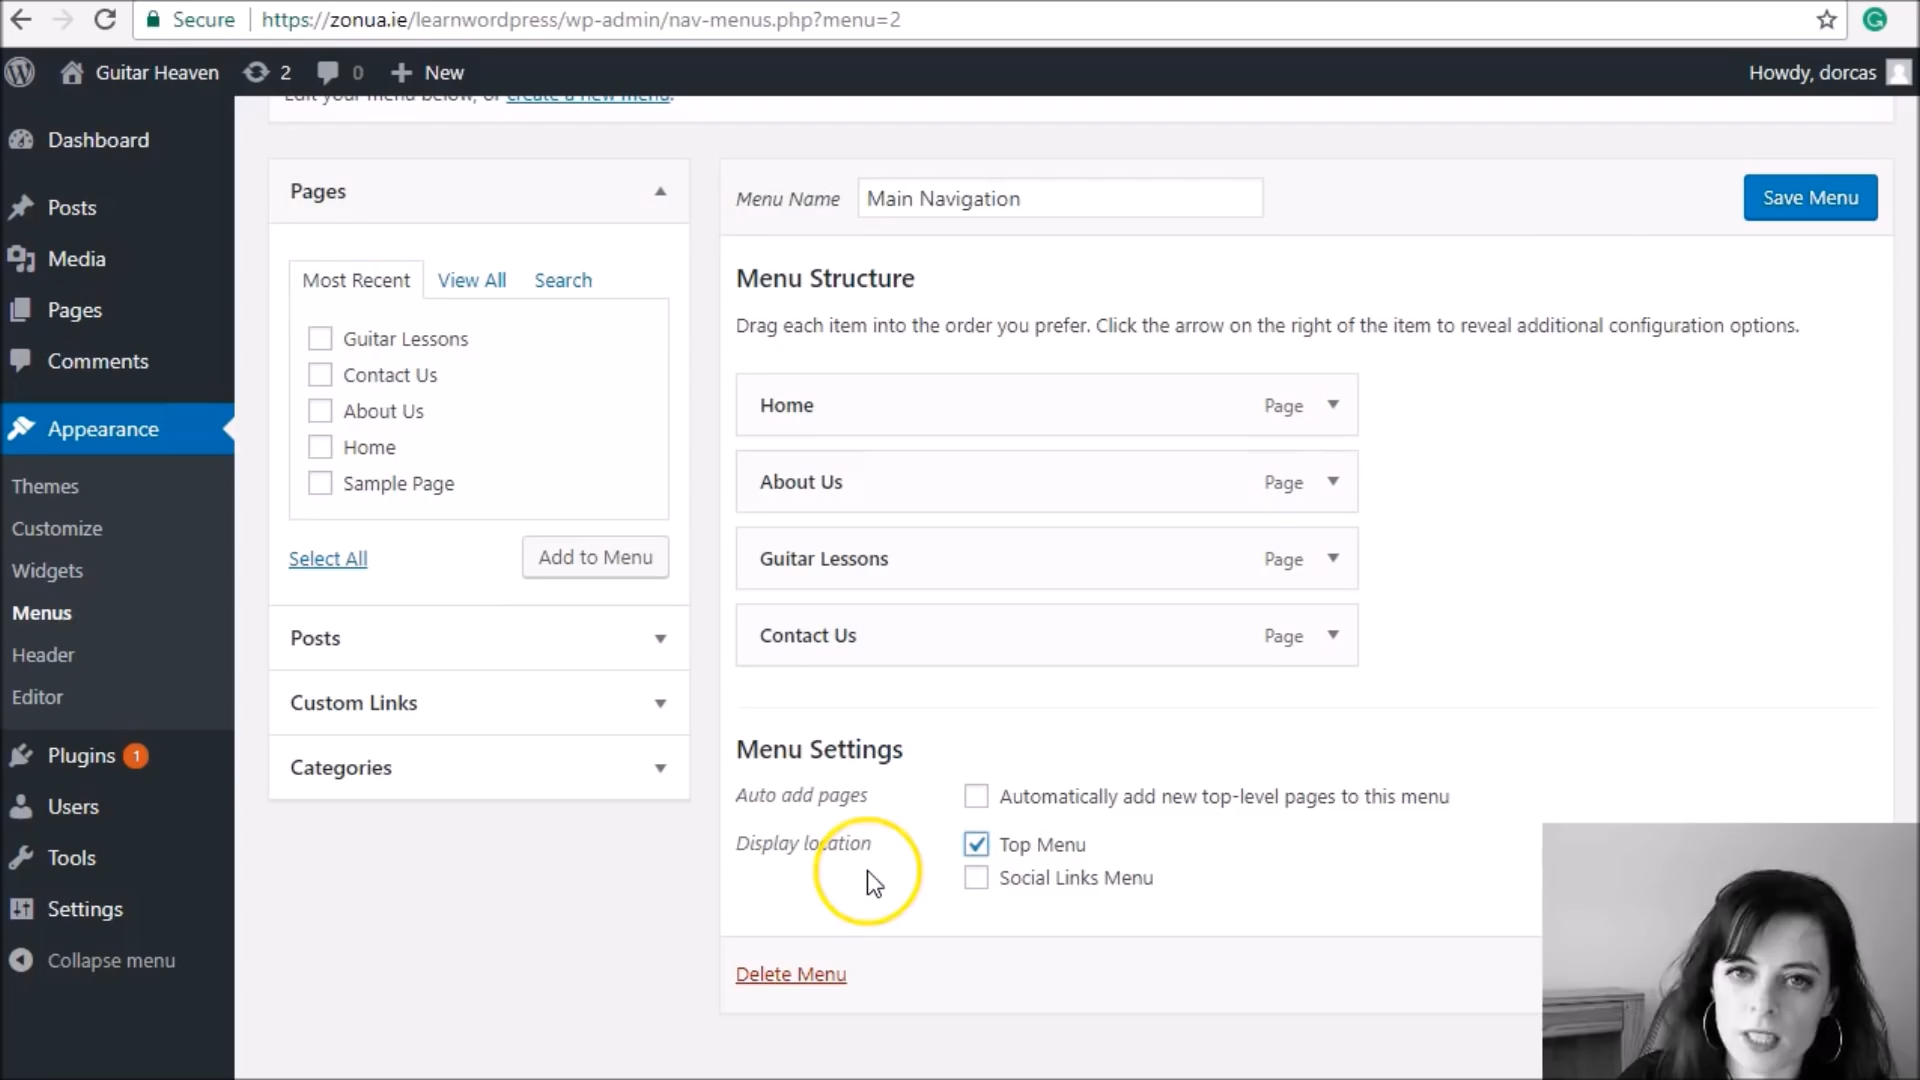 Secure https://zonua.ie/learnwordpress/wp-admin/nav-menus.php?menu=2
Guitar Heaven 2 0 New Howdy, dorcas
Edit your menu below, or create a new menu.
Dashboard
Posts
Media
Pages
Comments
Appearance
Themes
Customize
Widgets
Menus
Header
Editor
Plugins 1
Users
Tools
Settings
Collapse menu
Pages
Most Recent View All Search
Guitar Lessons
Contact Us
About Us
Home
Sample Page
Select All Add to Menu
Posts
Custom Links
Categories
Menu Name Main Navigation Save Menu
Menu Structure
Drag each item into the order you prefer. Click the arrow on the right of the item to reveal additional configuration options.
Home Page
About Us Page
Guitar Lessons Page
Contact Us Page
Menu Settings
Auto add pages Automatically add new top-level pages to this menu
Display location Top Menu
Social Links Menu
Delete Menu